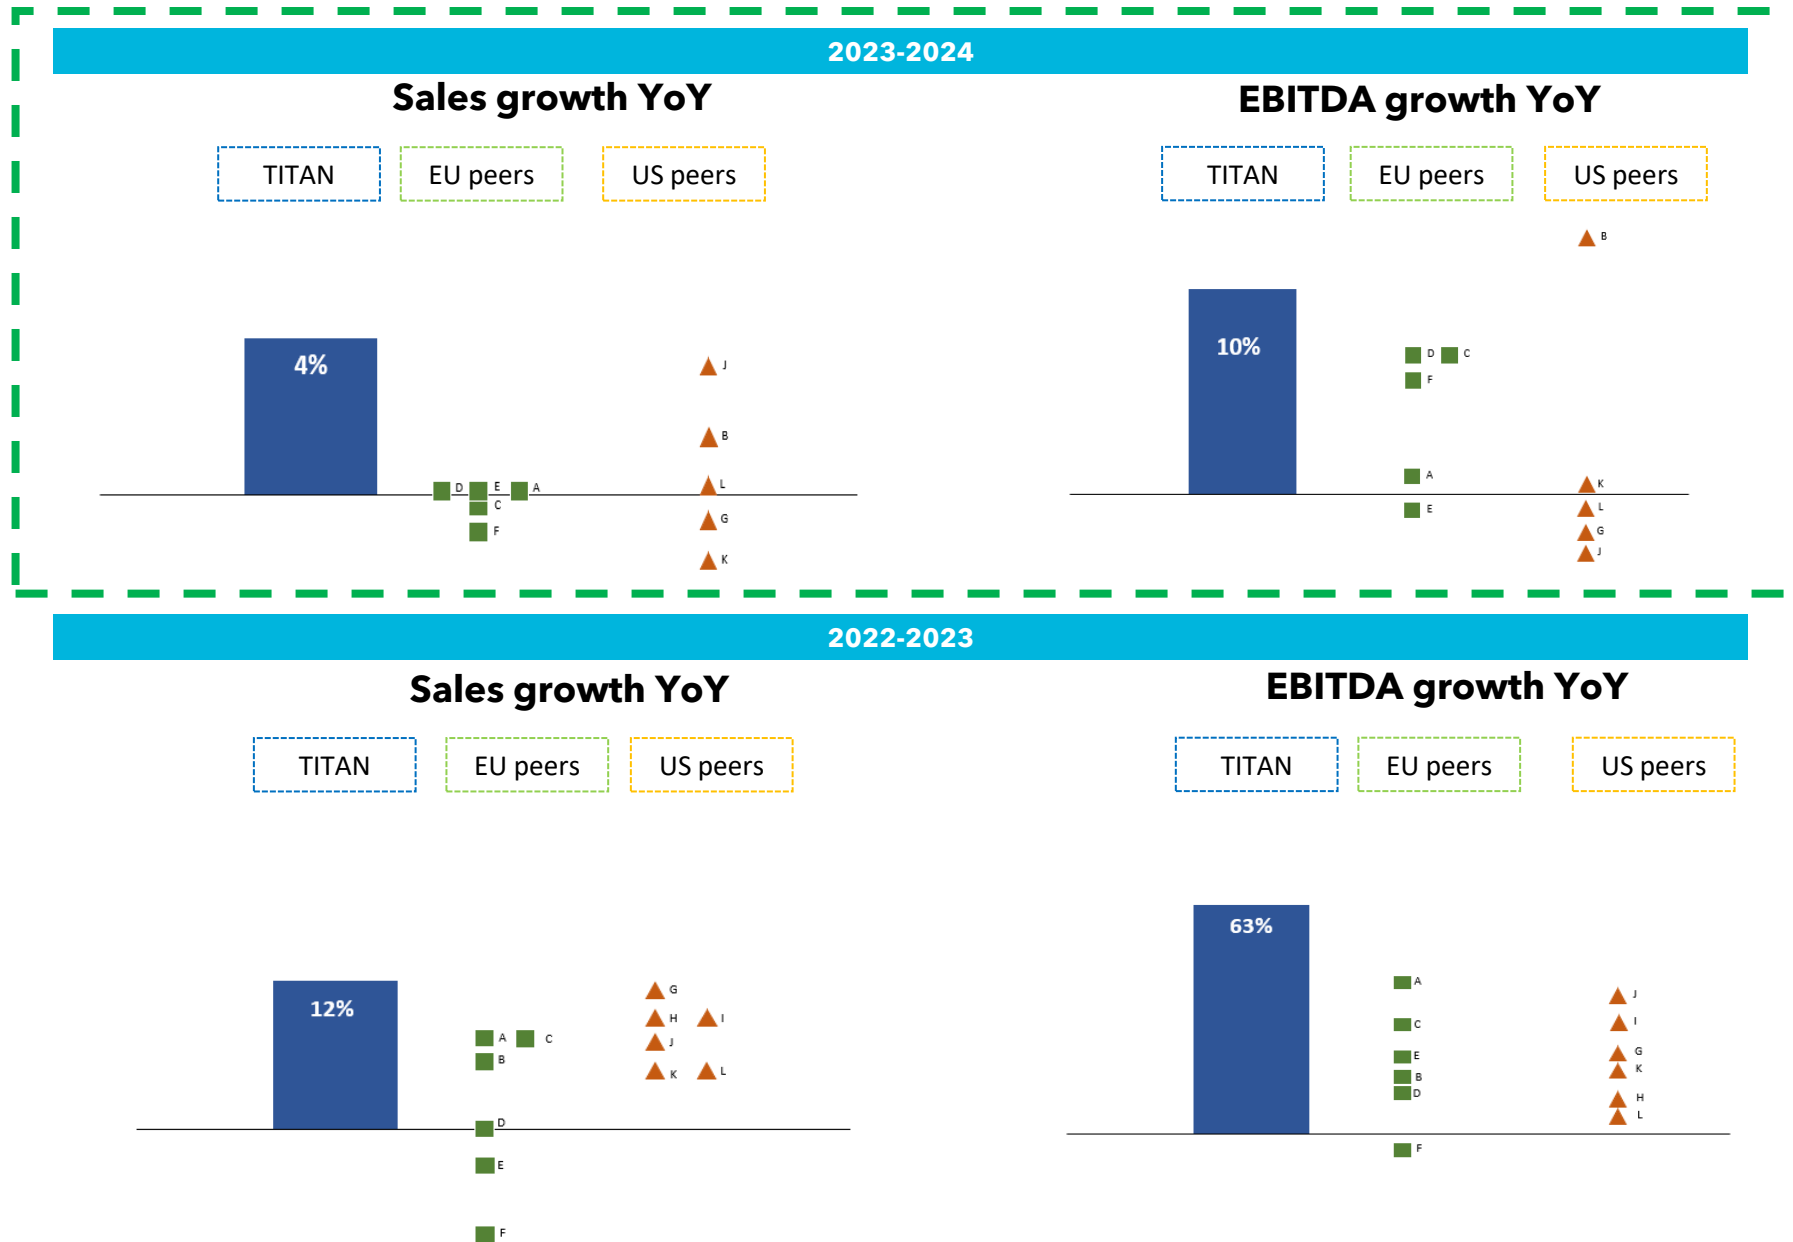 2023-2024
Sales growth YoY
EBITDA growth YoY
TITAN
EU peers
US peers
TITAN
EU peers
US peers
4%
J
B
L
G
K
D
E
A
C
F
10%
B
D
C
F
A
E
K
L
G
J
2022-2023
Sales growth YoY
EBITDA growth YoY
TITAN
EU peers
US peers
TITAN
EU peers
US peers
12%
A
C
B
D
E
F
G
H
I
J
K
L
63%
A
C
E
B
D
F
J
I
G
K
H
L